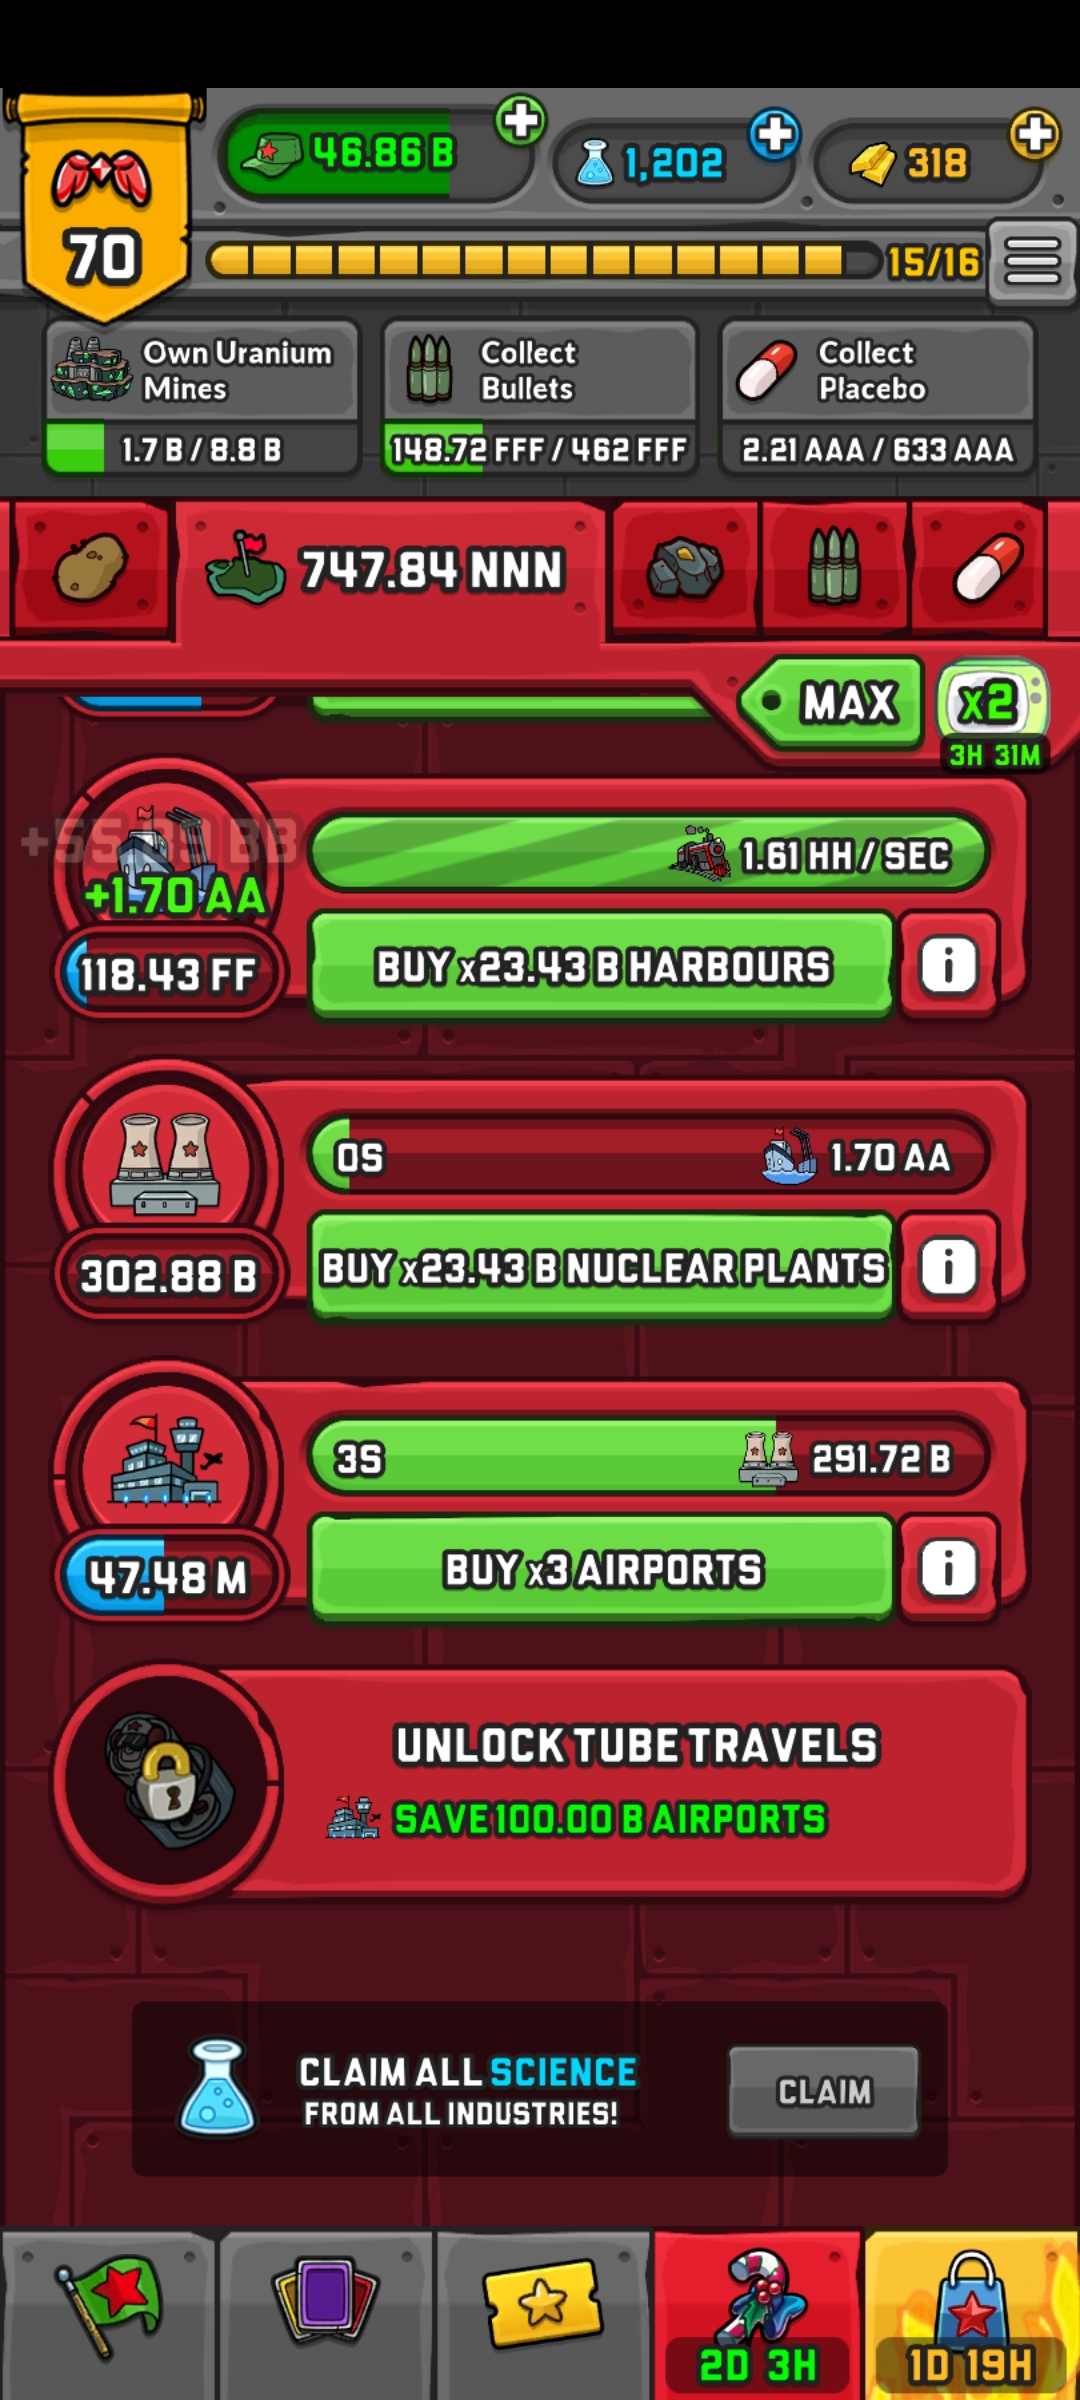 46.86 B
1,202
318
70
15/16
Own Uranium
Mines
1.7 B / 8.8 B
Collect
Bullets
148.72 FFF / 462 FFF
Collect
Placebo
2.21 AAA / 633 AAA
747.84 NNN
MAX
x2
3H 31M
+55.89 BB
+1.70 AA
1.61 HH / SEC
118.43 FF
BUY x23.43 B HARBOURS
i
0S
1.70 AA
302.88 B
BUY x23.43 B NUCLEAR PLANTS
i
3S
291.72 B
47.48 M
BUY x3 AIRPORTS
i
UNLOCK TUBE TRAVELS
SAVE 100.00 B AIRPORTS
CLAIM ALL SCIENCE
FROM ALL INDUSTRIES!
CLAIM
2D 3H
1D 19H